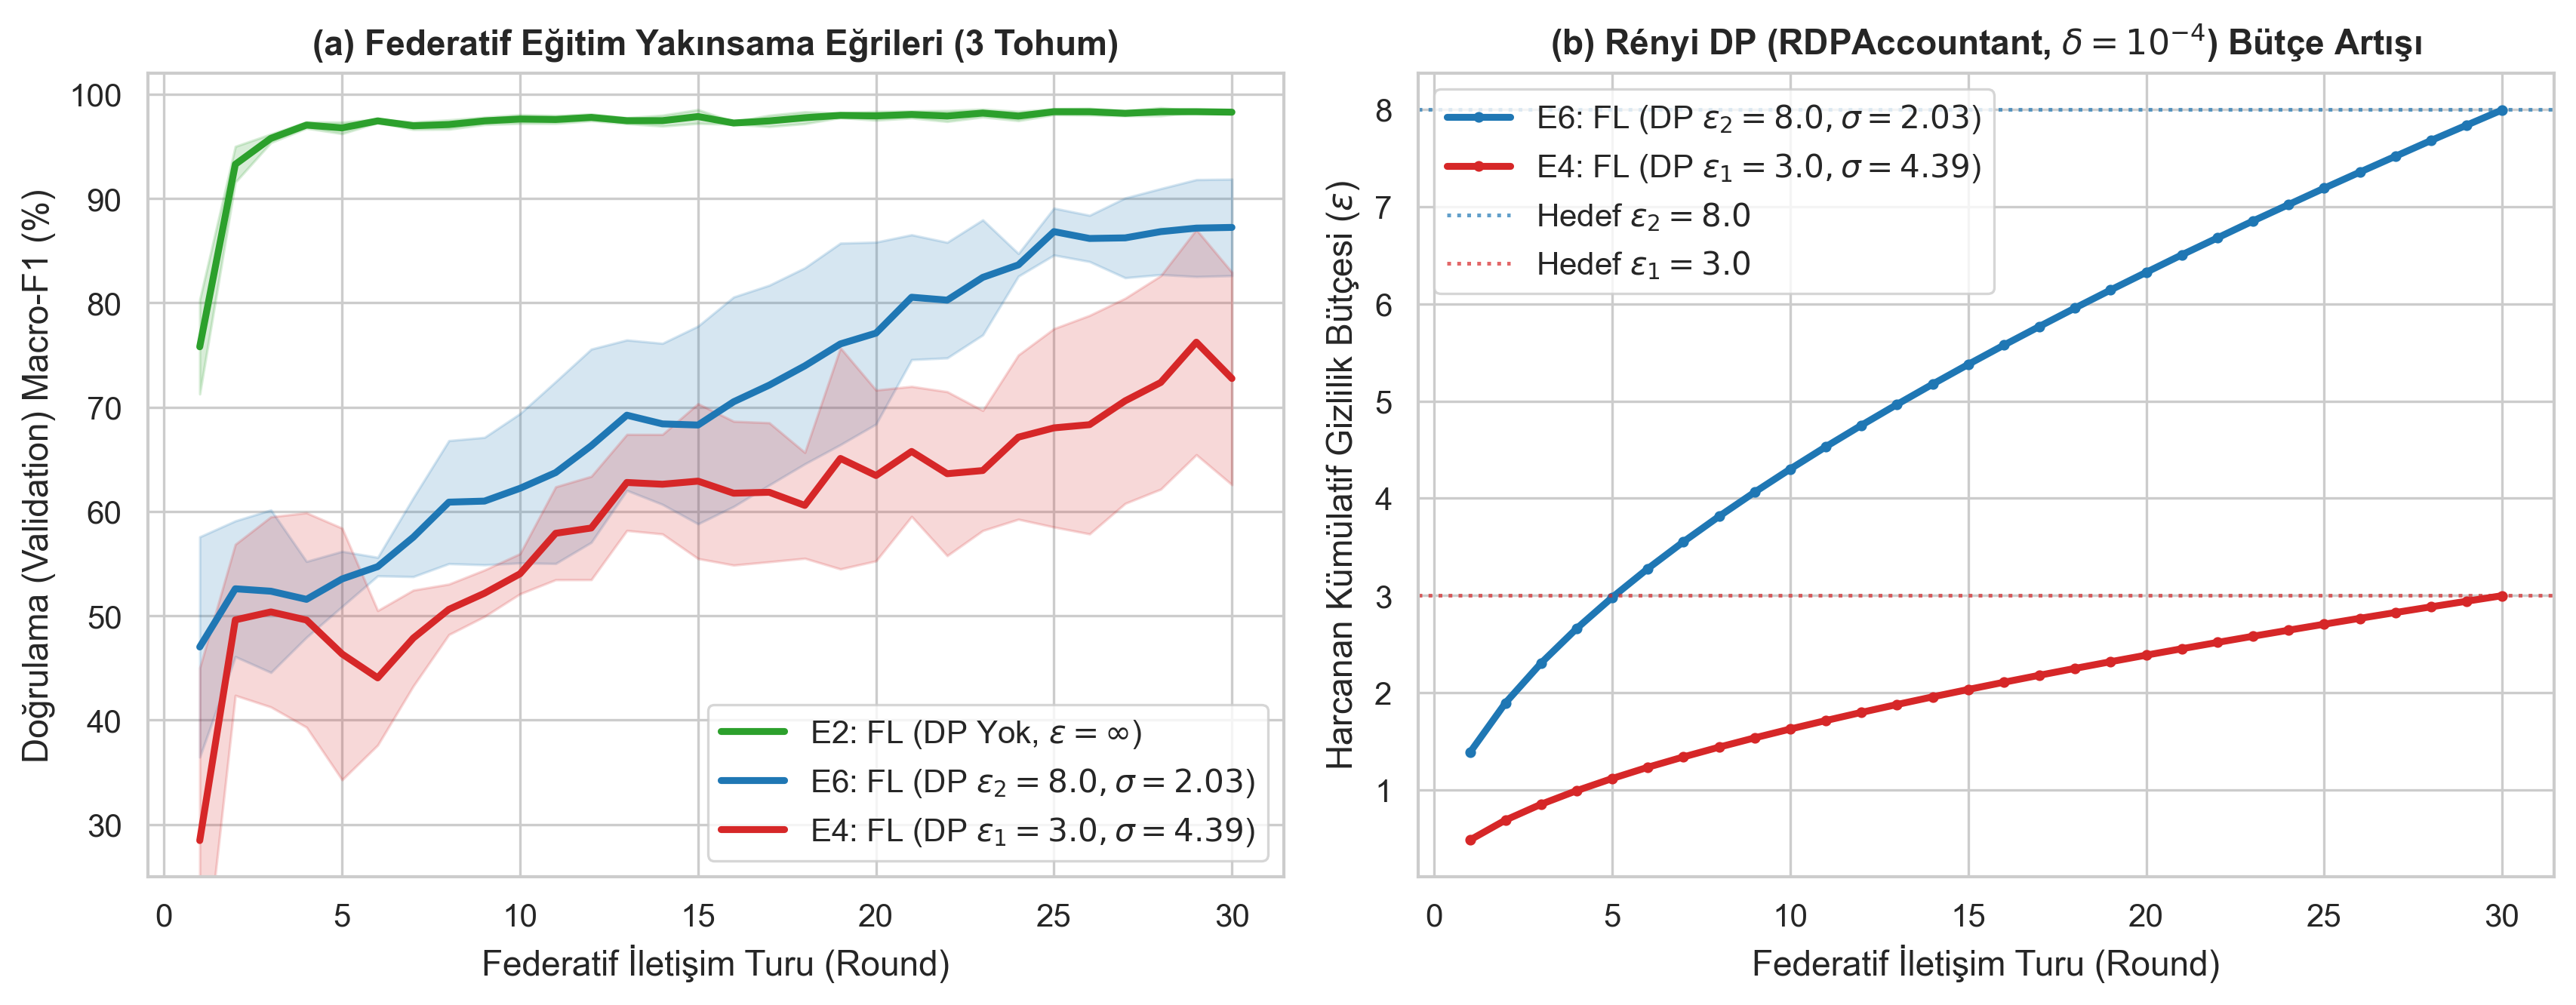 (a) Federatif Eğitim Yakınsama Eğrileri (3 Tohum)
Doğrulama (Validation) Macro-F1 (%)
100
90
80
70
60
50
40
30
E2: FL (DP Yok, ε = ∞)
E6: FL (DP ε₂ = 8.0, σ = 2.03)
E4: FL (DP ε₁ = 3.0, σ = 4.39)
0 5 10 15 20 25 30
Federatif İletişim Turu (Round)
(b) Rényi DP (RDPAccountant, δ = 10⁻⁴) Bütçe Artışı
Harcanan Kümülatif Gizlilik Bütçesi (ε)
8
7
6
5
4
3
2
1
E6: FL (DP ε₂ = 8.0, σ = 2.03)
E4: FL (DP ε₁ = 3.0, σ = 4.39)
Hedef ε₂ = 8.0
Hedef ε₁ = 3.0
0 5 10 15 20 25 30
Federatif İletişim Turu (Round)